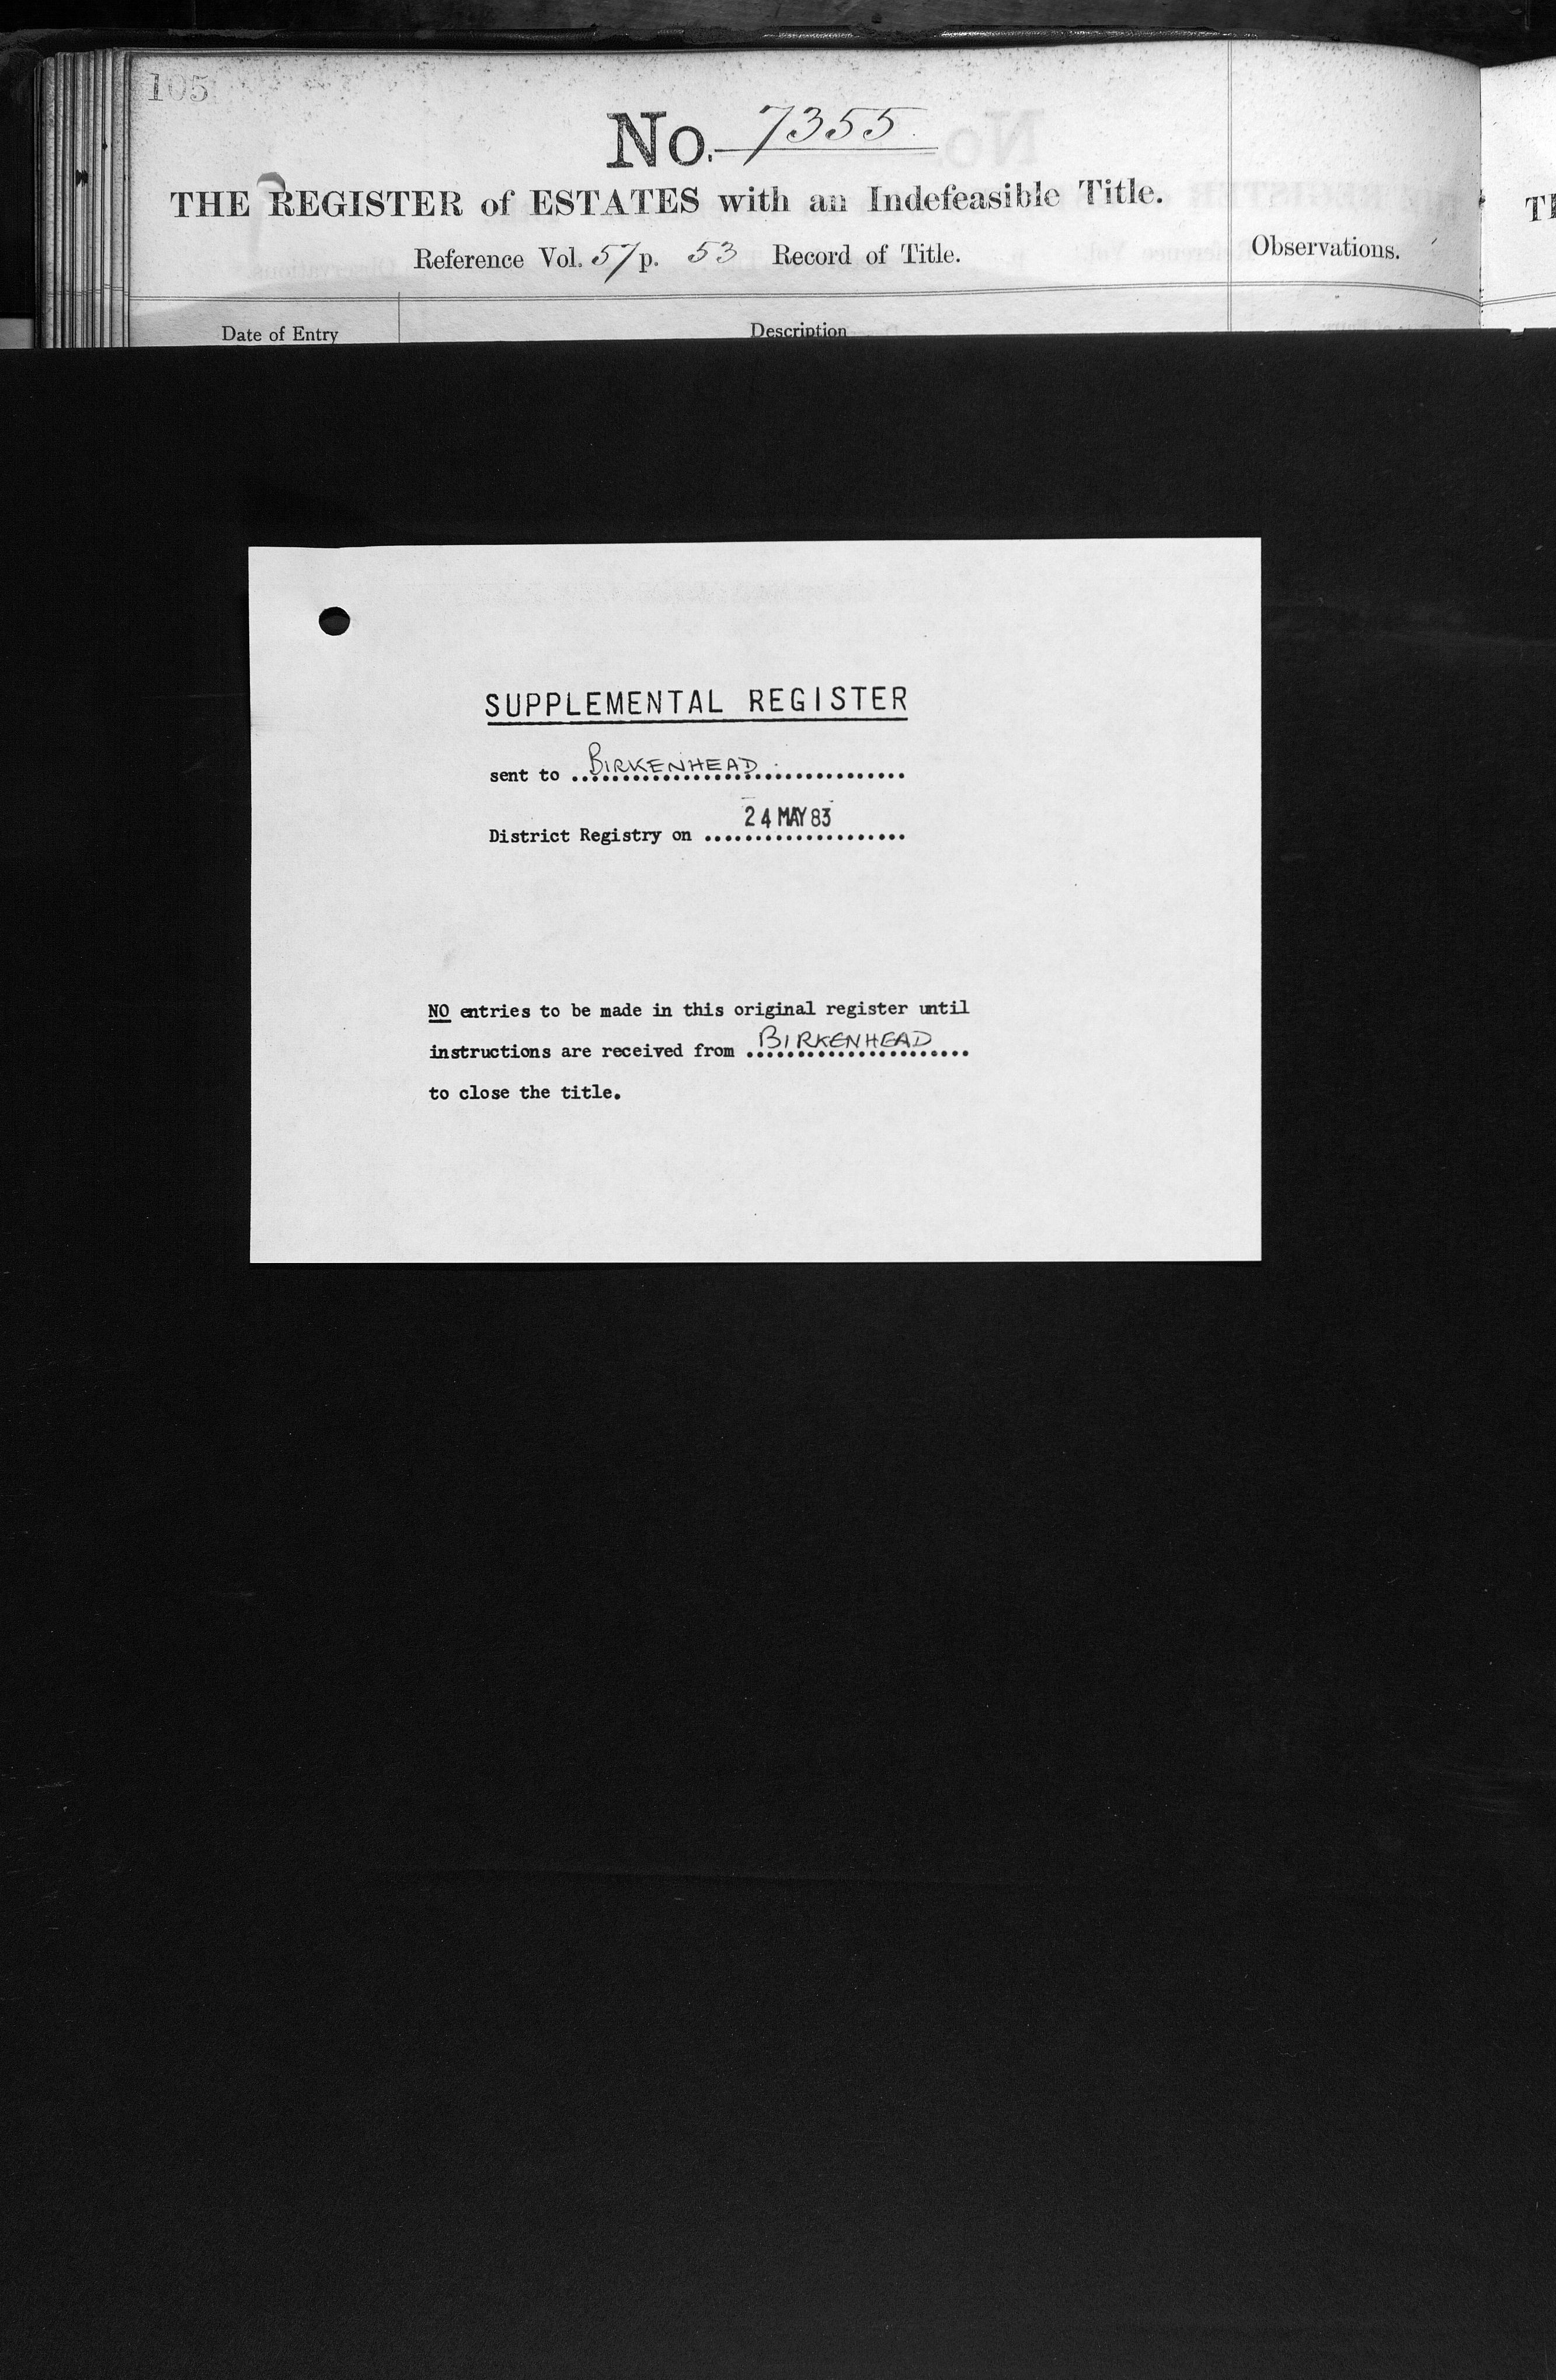 105
No. 7355.
THE REGISTER of ESTATES with an Indefeasible Title.
Reference Vol. 57 p. 53 Record of Title.
Observations.
Date of Entry
Description
SUPPLEMENTAL REGISTER
sent to BIRKENHEAD
24 MAY 83
District Registry on ....................
NO entries to be made in this original register until
instructions are received from BIRKENHEAD
to close the title.